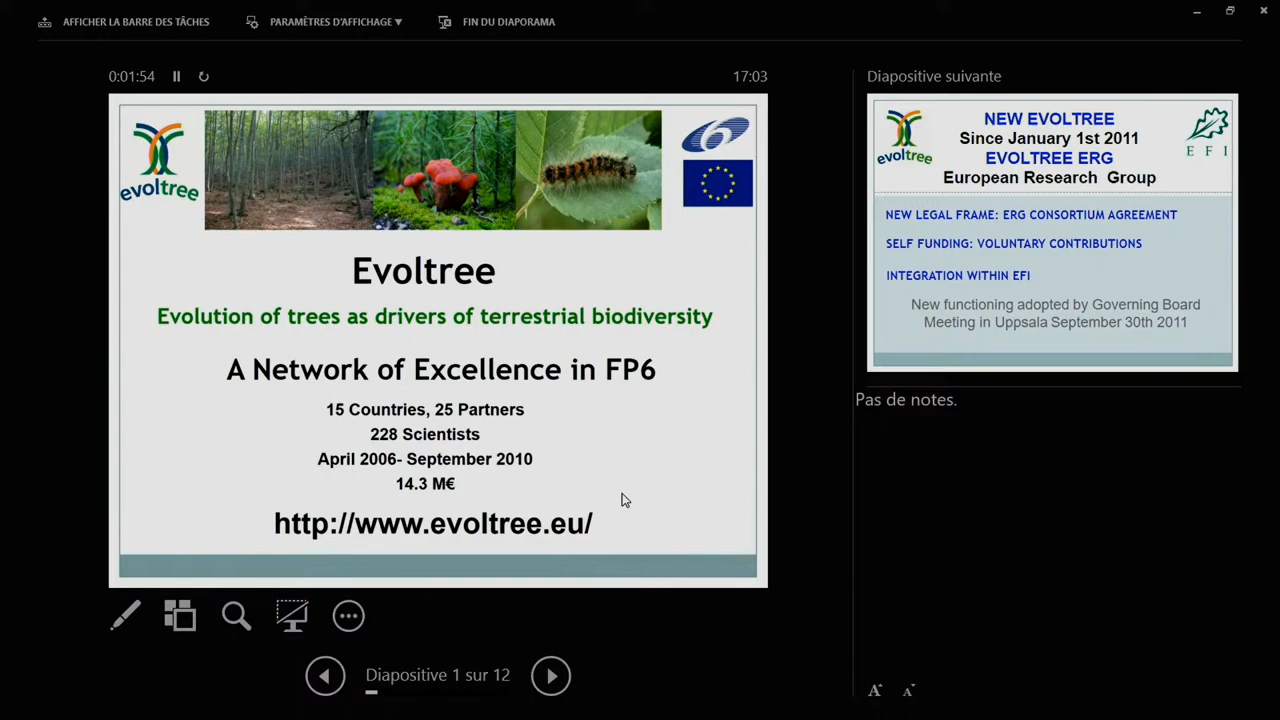 AFFICHER LA BARRE DES TÂCHES
PARAMÈTRES D'AFFICHAGE ▼
FIN DU DIAPORAMA
0:01:54
17:03
evoltree
6
Evoltree
Evolution of trees as drivers of terrestrial biodiversity
A Network of Excellence in FP6
15 Countries, 25 Partners
228 Scientists
April 2006- September 2010
14.3 M€
http://www.evoltree.eu/
Diapositive 1 sur 12
Diapositive suivante
evoltree
NEW EVOLTREE
Since January 1st 2011
EVOLTREE ERG
European Research Group
EFI
NEW LEGAL FRAME: ERG CONSORTIUM AGREEMENT
SELF FUNDING: VOLUNTARY CONTRIBUTIONS
INTEGRATION WITHIN EFI
New functioning adopted by Governing Board
Meeting in Uppsala September 30th 2011
Pas de notes.
A A